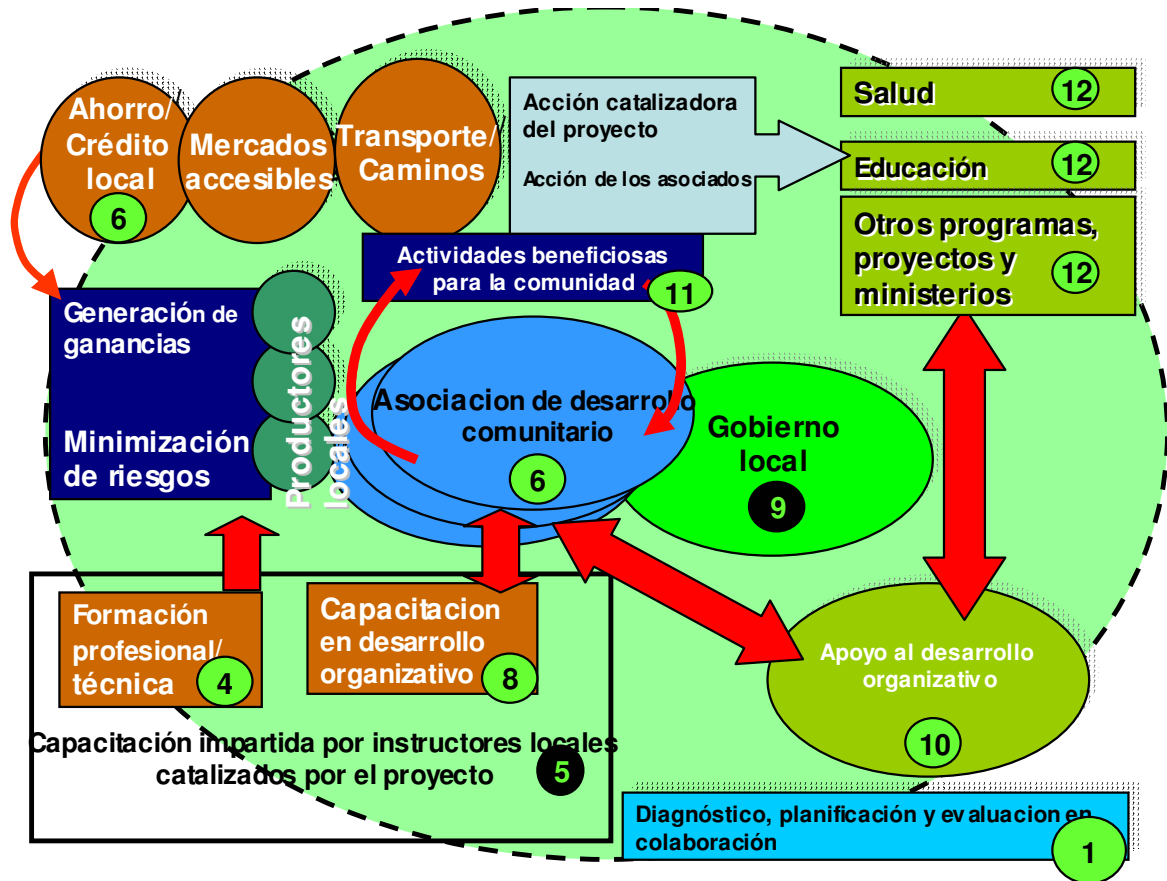 Ahorro/
Crédito
local
6
Mercados
accesibles
Transporte/
Caminos
Acción catalizadora
del proyecto
Acción de los asociados
Salud
12
Educación
12
Otros programas,
proyectos y
ministerios
12
Actividades beneficiosas
para la comunidad
11
Generación de
ganancias
Minimización
de riesgos
Productores
locales
Asociacion de desarrollo
comunitario
6
Gobierno
local
9
Formación
profesional/
técnica
4
Capacitacion
en desarrollo
organizativo
8
Capacitación impartida por instructores locales
catalizados por el proyecto
5
Apoyo al desarrollo
organizativo
10
Diagnóstico, planificación y evaluacion en
colaboración
1